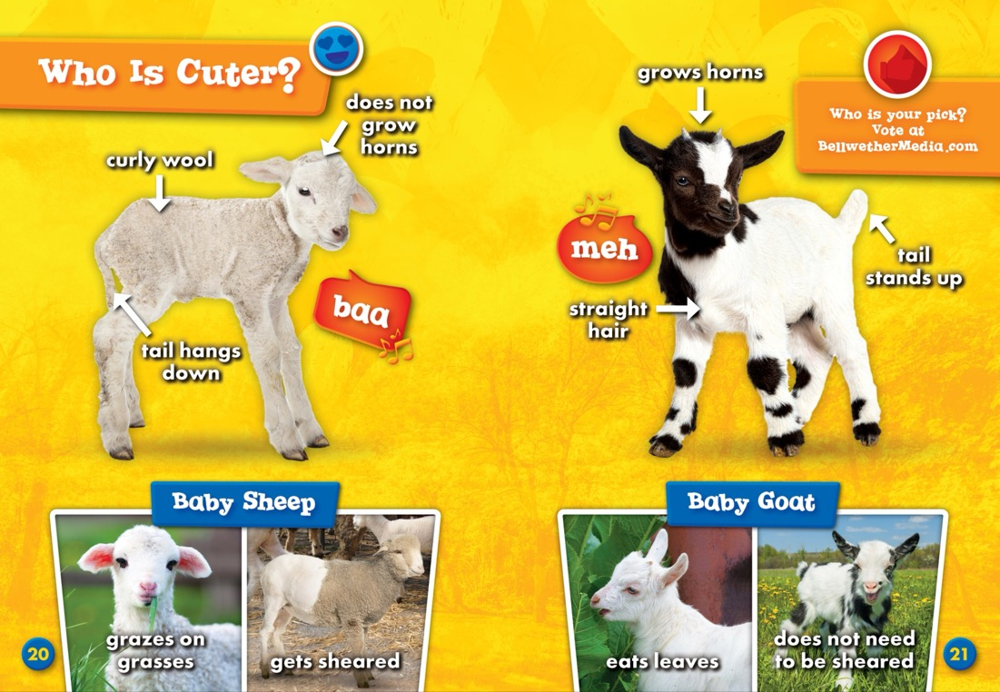 Who Is Cuter?
does not
grow
horns
curly wool
baa
tail hangs
down
Baby Sheep
grazes on
grasses
gets sheared
20
grows horns
Who is your pick?
Vote at
BellwetherMedia.com
meh
tail
stands up
straight
hair
Baby Goat
eats leaves
does not need
to be sheared
21